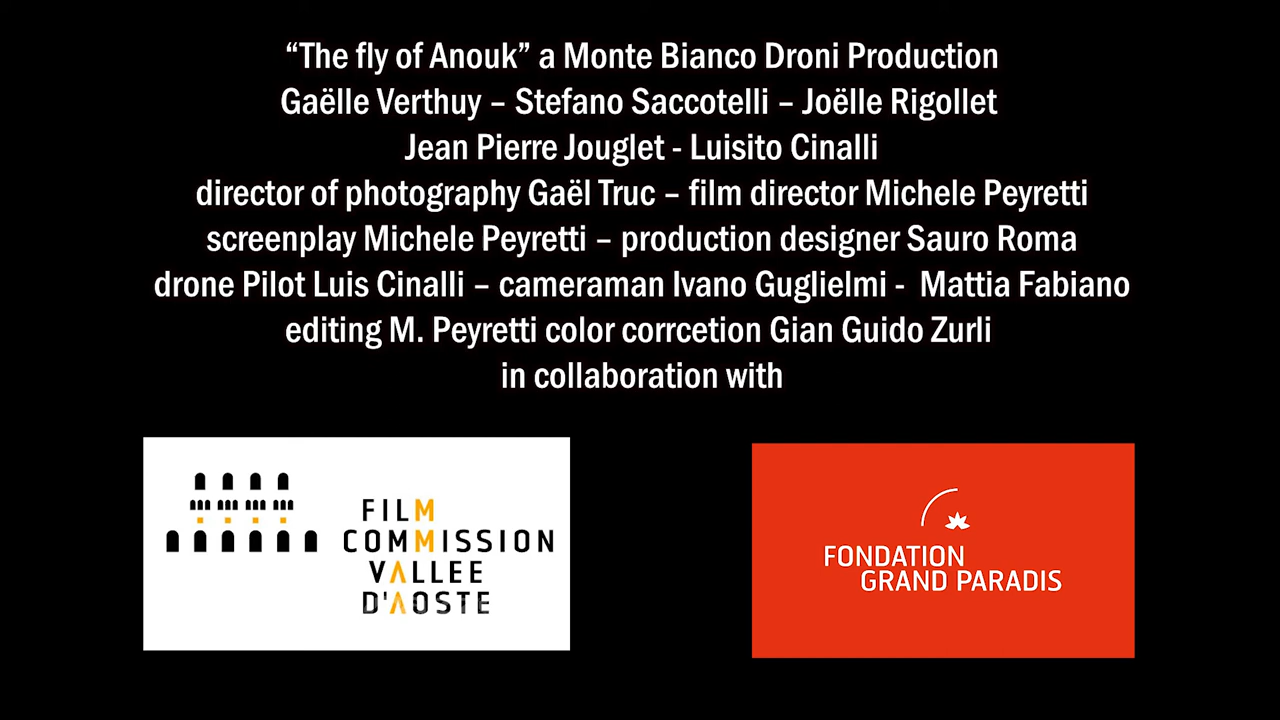 “The fly of Anouk” a Monte Bianco Droni Production
Gaëlle Verthuy – Stefano Saccotelli – Joëlle Rigollet
Jean Pierre Jouglet - Luisito Cinalli
director of photography Gaël Truc – film director Michele Peyretti
screenplay Michele Peyretti – production designer Sauro Roma
drone Pilot Luis Cinalli – cameraman Ivano Guglielmi - Mattia Fabiano
editing M. Peyretti color corrcetion Gian Guido Zurli
in collaboration with
FILM
COMMISSION
VALLEE
D'AOSTE
FONDATION
GRAND PARADIS